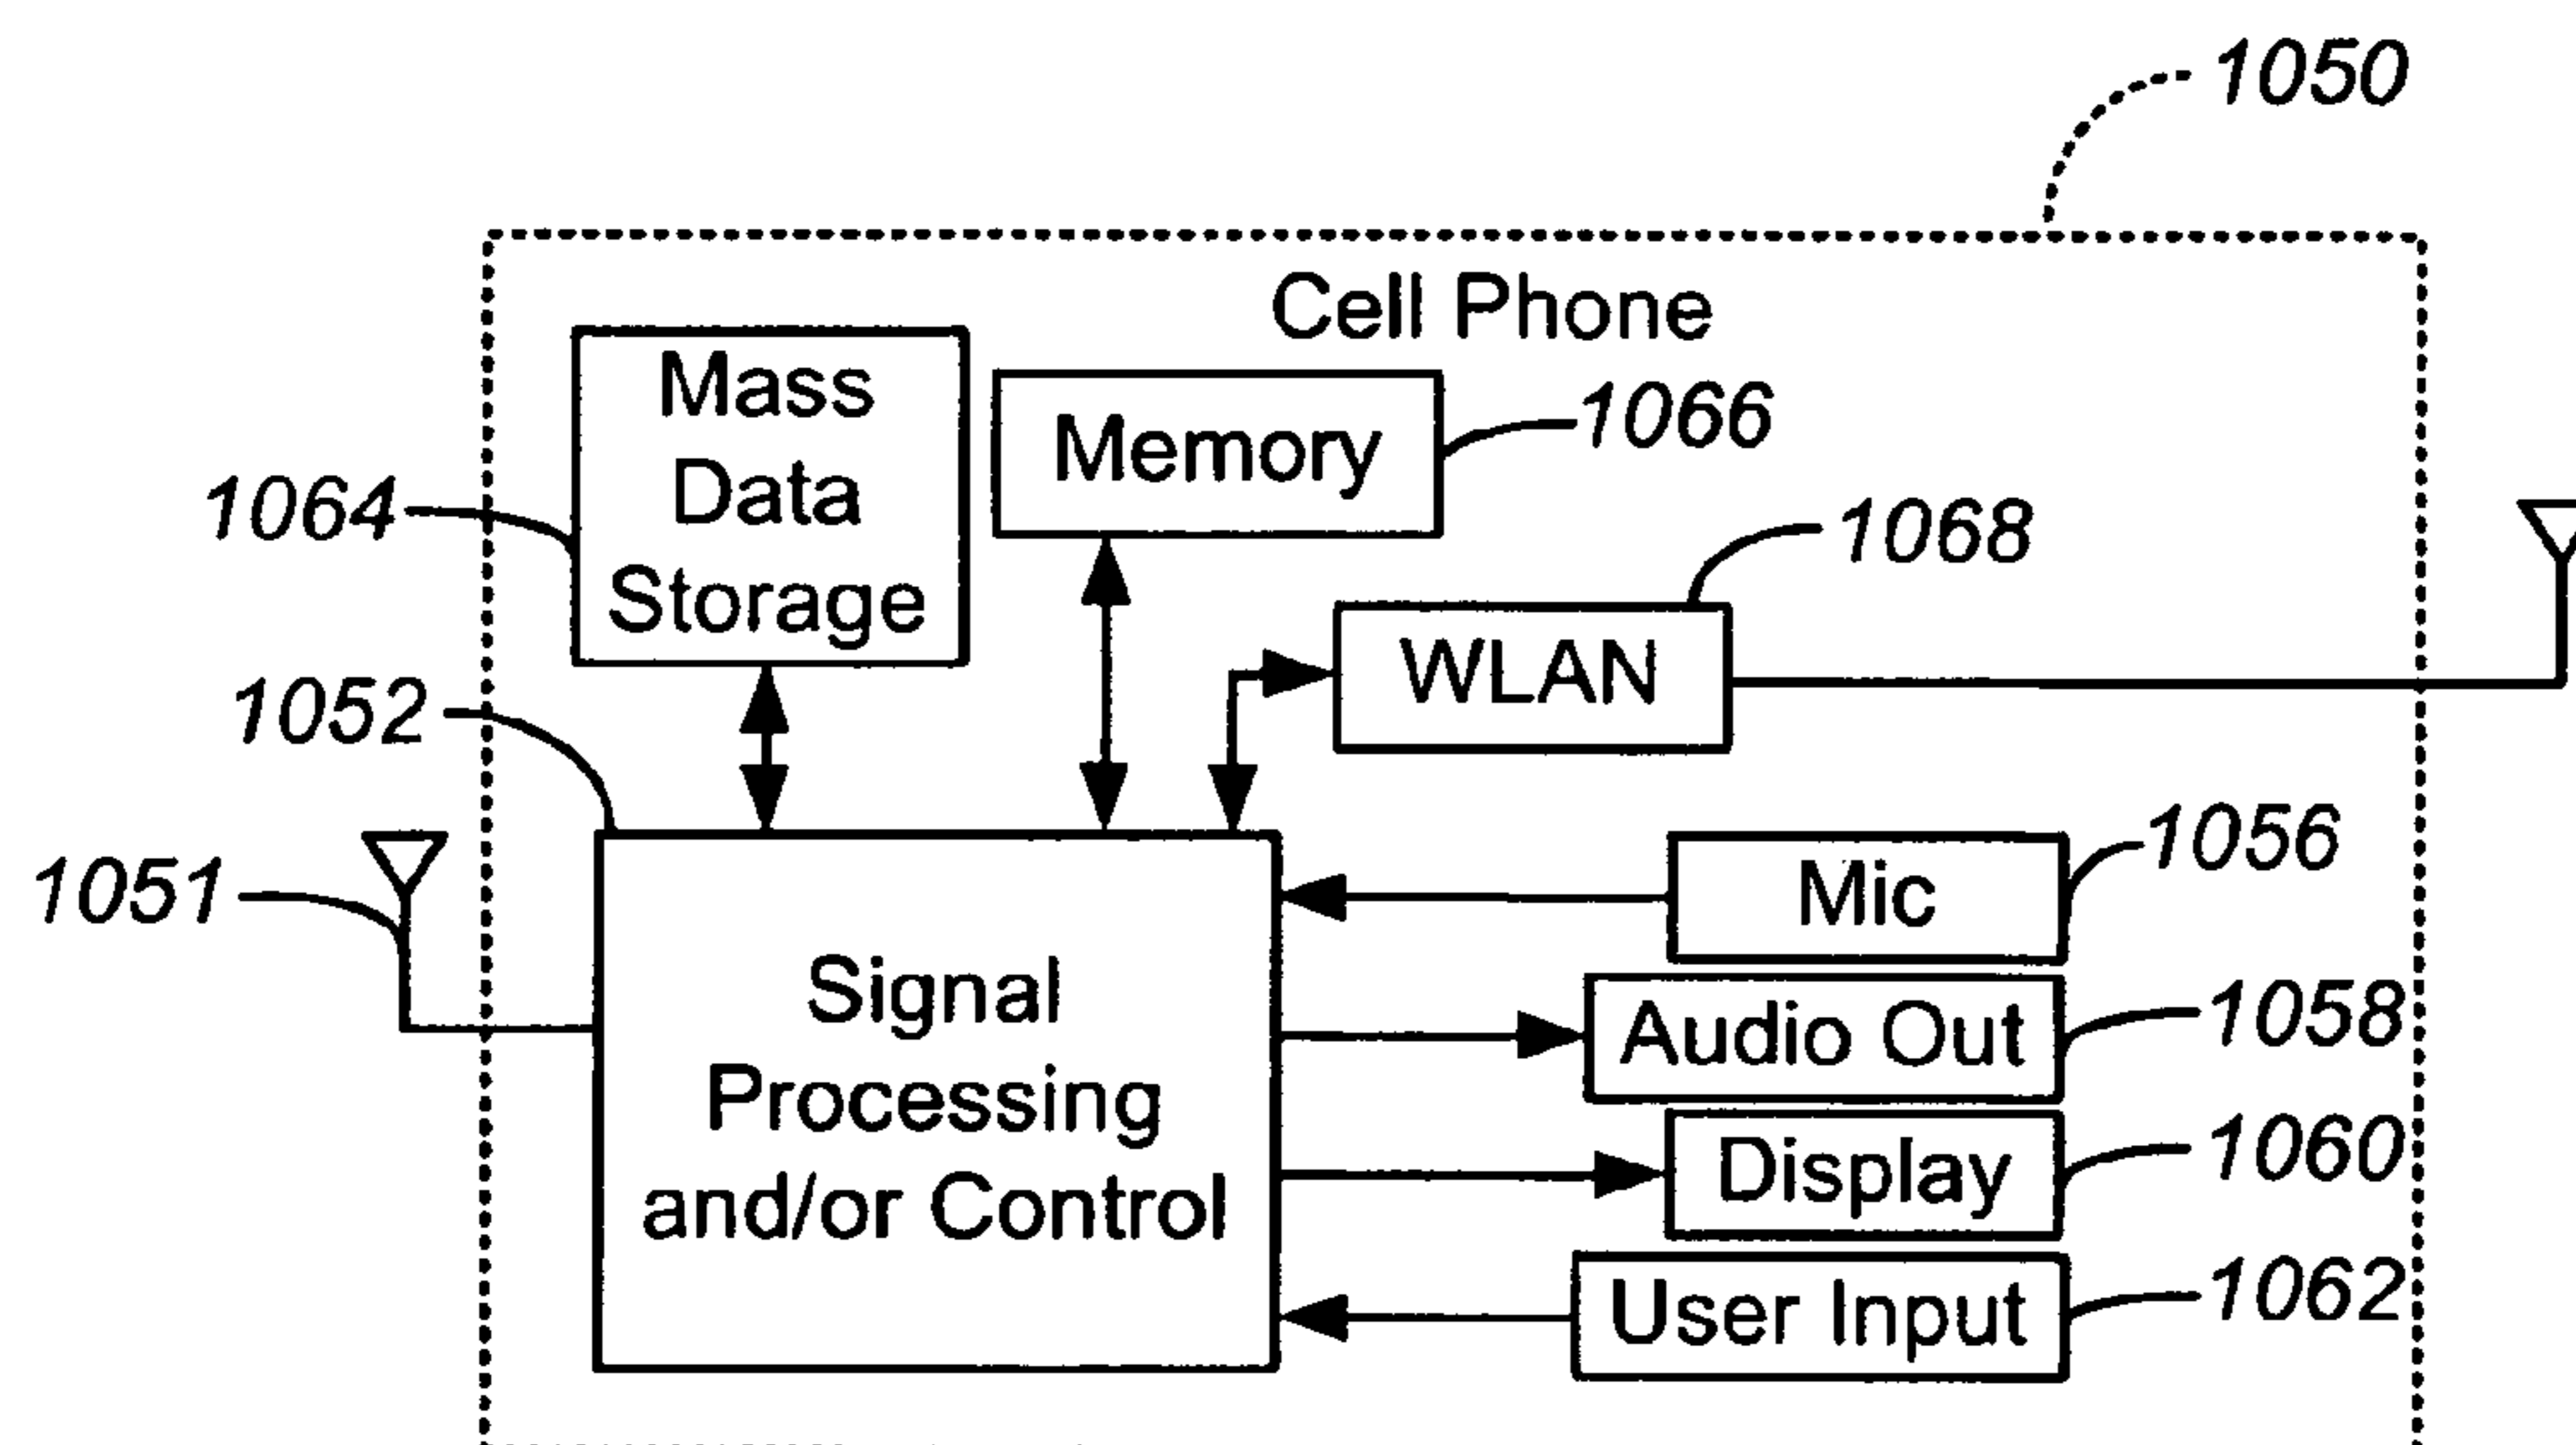 1050
Cell Phone
Mass
Data
Storage
Memory
1066
1064
1068
WLAN
1052
1051
Mic
1056
Signal
Processing
and/or Control
Audio Out
1058
Display
1060
User Input
1062